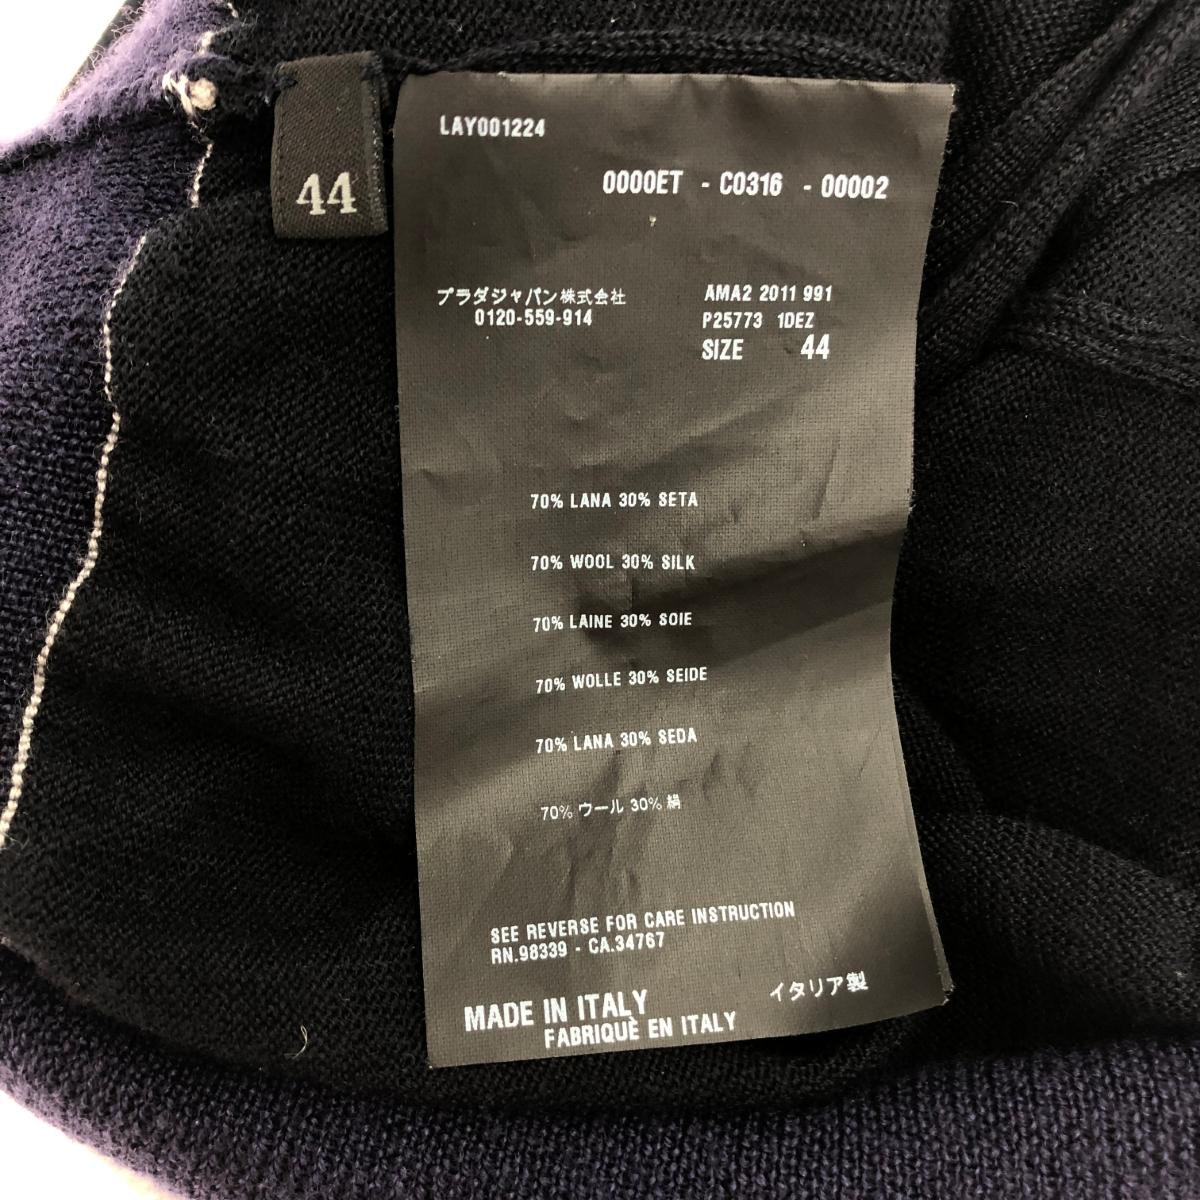 44
LAY001224
0000ET - C0316 - 00002
プラダジャパン株式会社
0120-559-914
AMA2 2011 991
P25773 1DEZ
SIZE 44
70% LANA 30% SETA
70% WOOL 30% SILK
70% LAINE 30% SOIE
70% WOLLE 30% SEIDE
70% LANA 30% SEDA
70% ウール 30% 絹
SEE REVERSE FOR CARE INSTRUCTION
RN.98339 - CA.34767
MADE IN ITALY
FABRIQUÈ EN ITALY
イタリア製